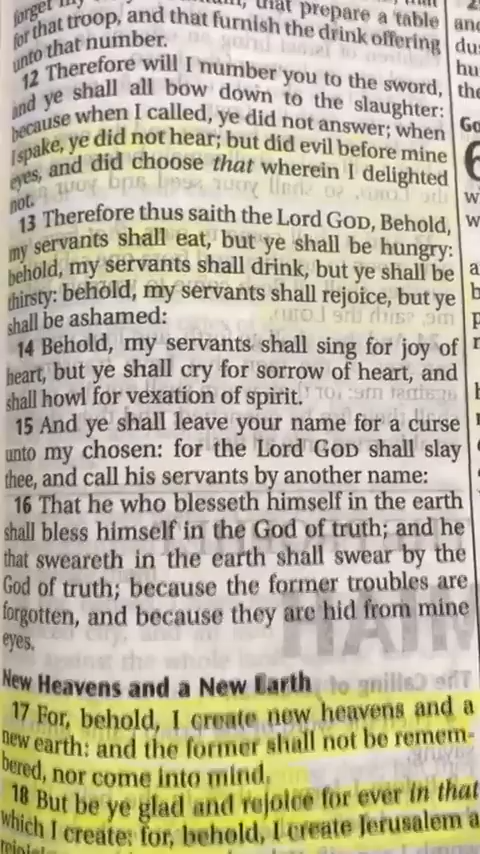 forget my
for that troop, and that furnish the drink offering
unto that number.
12 Therefore will I number you to the sword,
and ye shall all bow down to the slaughter:
because when I called, ye did not answer; when
I spake, ye did not hear; but did evil before mine
eyes, and did choose that wherein I delighted
not.
13 Therefore thus saith the Lord GOD, Behold,
my servants shall eat, but ye shall be hungry:
behold, my servants shall drink, but ye shall be
thirsty: behold, my servants shall rejoice, but ye
shall be ashamed:
14 Behold, my servants shall sing for joy of
heart, but ye shall cry for sorrow of heart, and
shall howl for vexation of spirit.
15 And ye shall leave your name for a curse
unto my chosen: for the Lord GOD shall slay
thee, and call his servants by another name:
16 That he who blesseth himself in the earth
shall bless himself in the God of truth; and he
that sweareth in the earth shall swear by the
God of truth; because the former troubles are
forgotten, and because they are hid from mine
eyes.
New Heavens and a New Earth
17 For, behold, I create new heavens and a
new earth: and the former shall not be remem-
bered, nor come into mind.
18 But be ye glad and rejoice for ever in that
which I create: for, behold, I create Jerusalem a